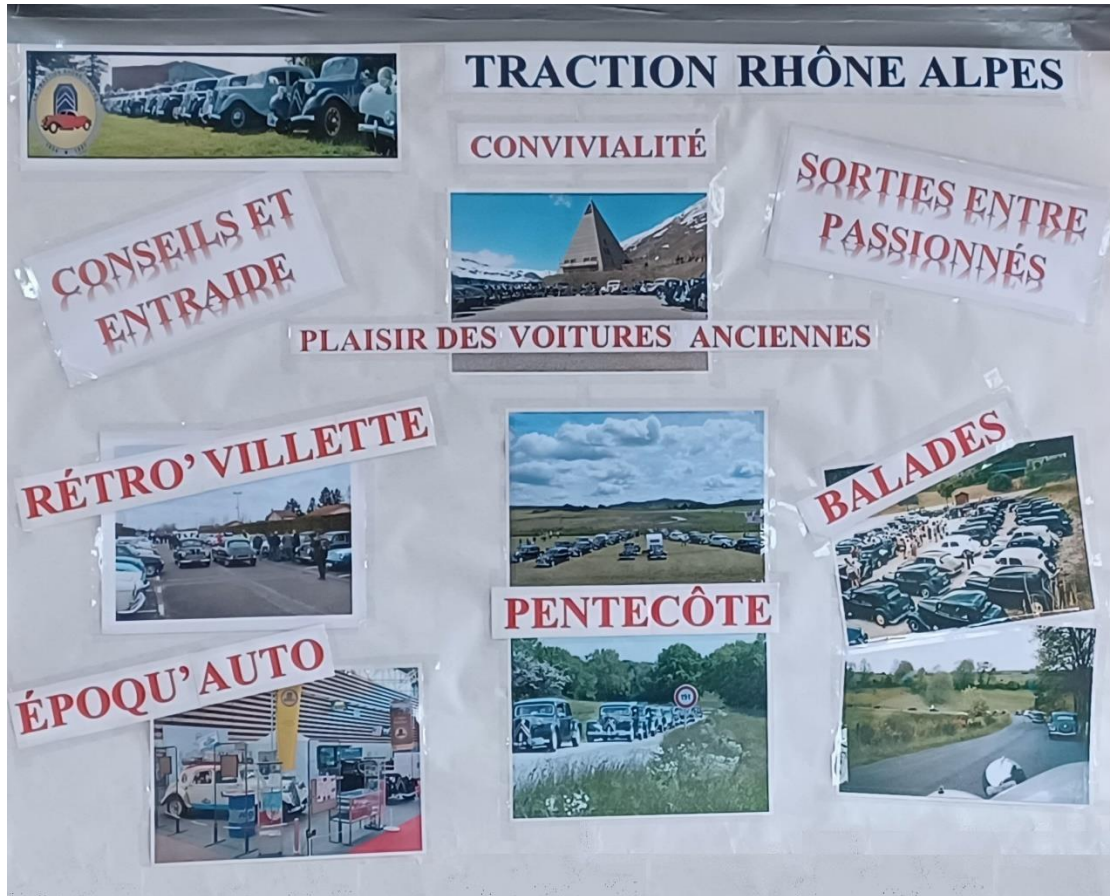 TRACTION RHÔNE ALPES
CONVIVIALITÉ
CONSEILS ET
ENTRAIDE
SORTIES ENTRE
PASSIONNÉS
PLAISIR DES VOITURES ANCIENNES
RÉTRO' VILLETTE
BALADES
PENTECÔTE
ÉPOQU'AUTO